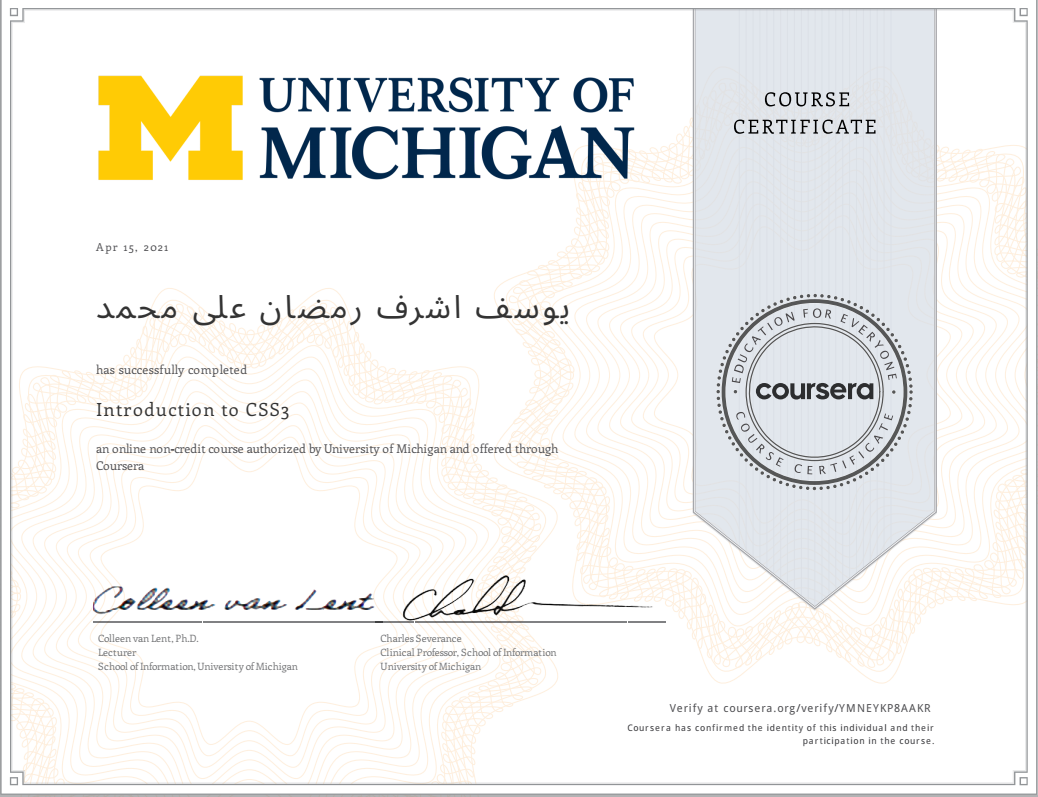 UNIVERSITY OF
MICHIGAN
COURSE
CERTIFICATE
Apr 15, 2021
يوسف اشرف رمضان على محمد
has successfully completed
Introduction to CSS3
an online non-credit course authorized by University of Michigan and offered through
Coursera
EDUCATION FOR EVERYONE
coursera
COURSE CERTIFICATE
Colleen van Lent
Colleen van Lent, Ph.D.
Lecturer
School of Information, University of Michigan
Charles Severance
Clinical Professor, School of Information
University of Michigan
Verify at coursera.org/verify/YMNEYKP8AAKR
Coursera has confirmed the identity of this individual and their
participation in the course.